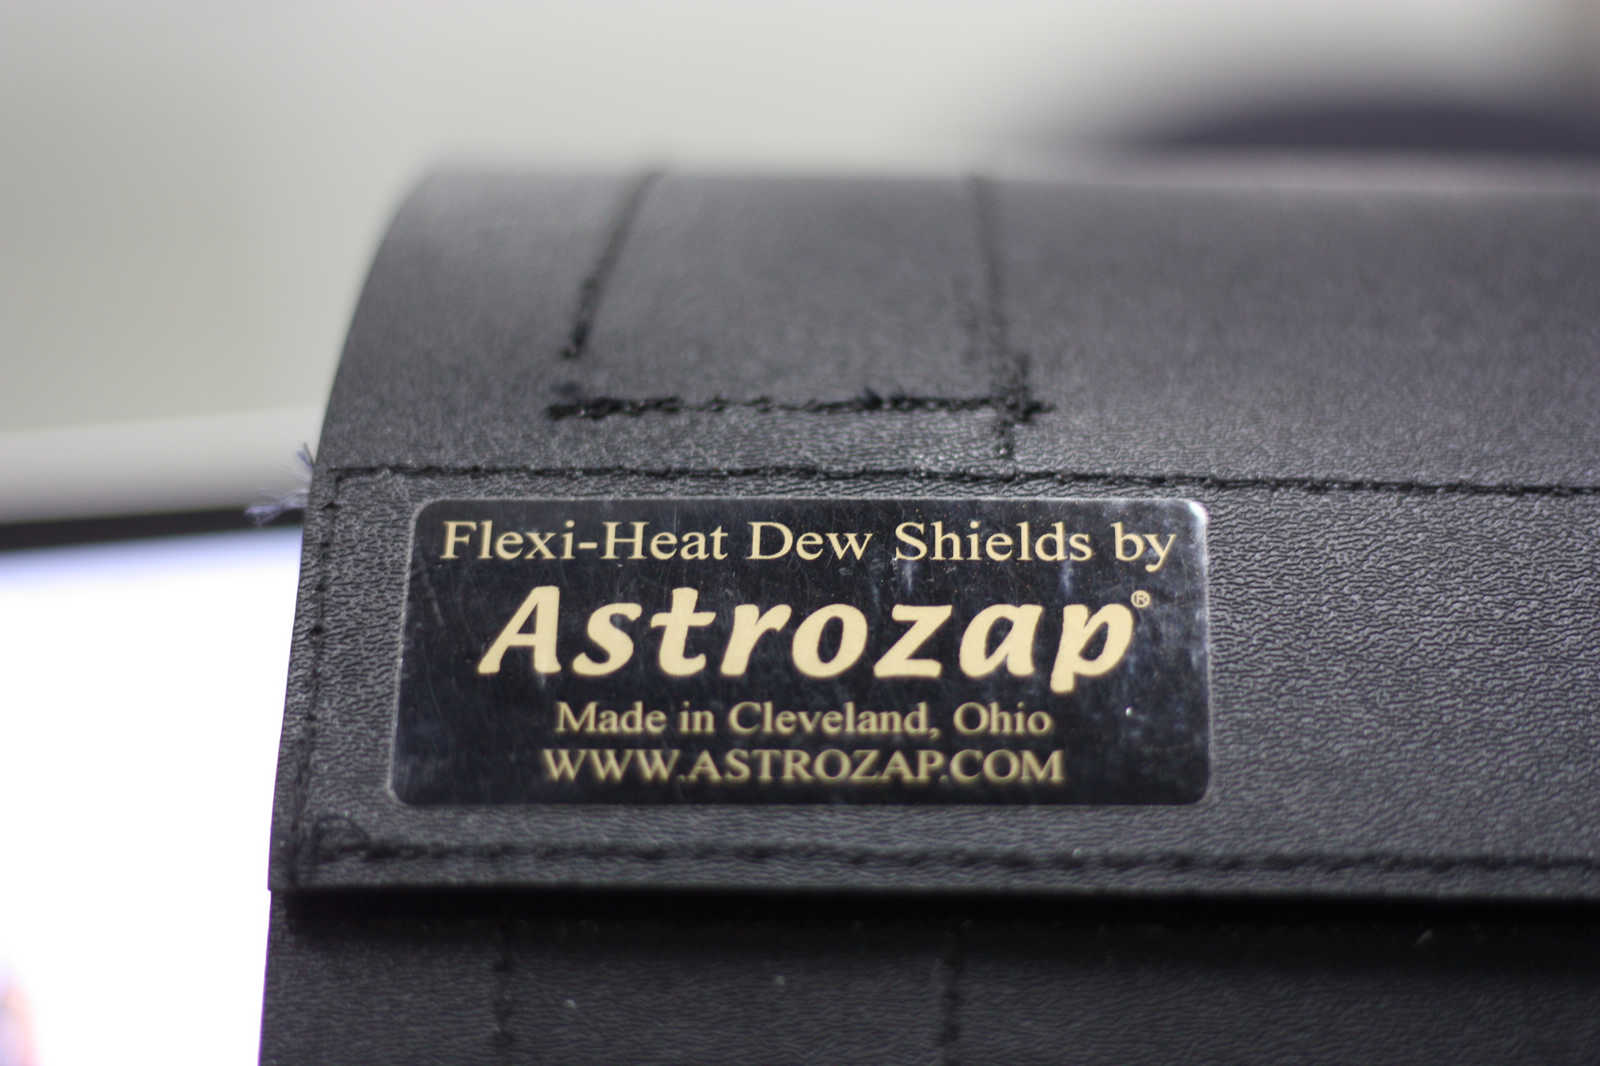 Flexi-Heat Dew Shields by
Astrozap®
Made in Cleveland, Ohio
WWW.ASTROZAP.COM